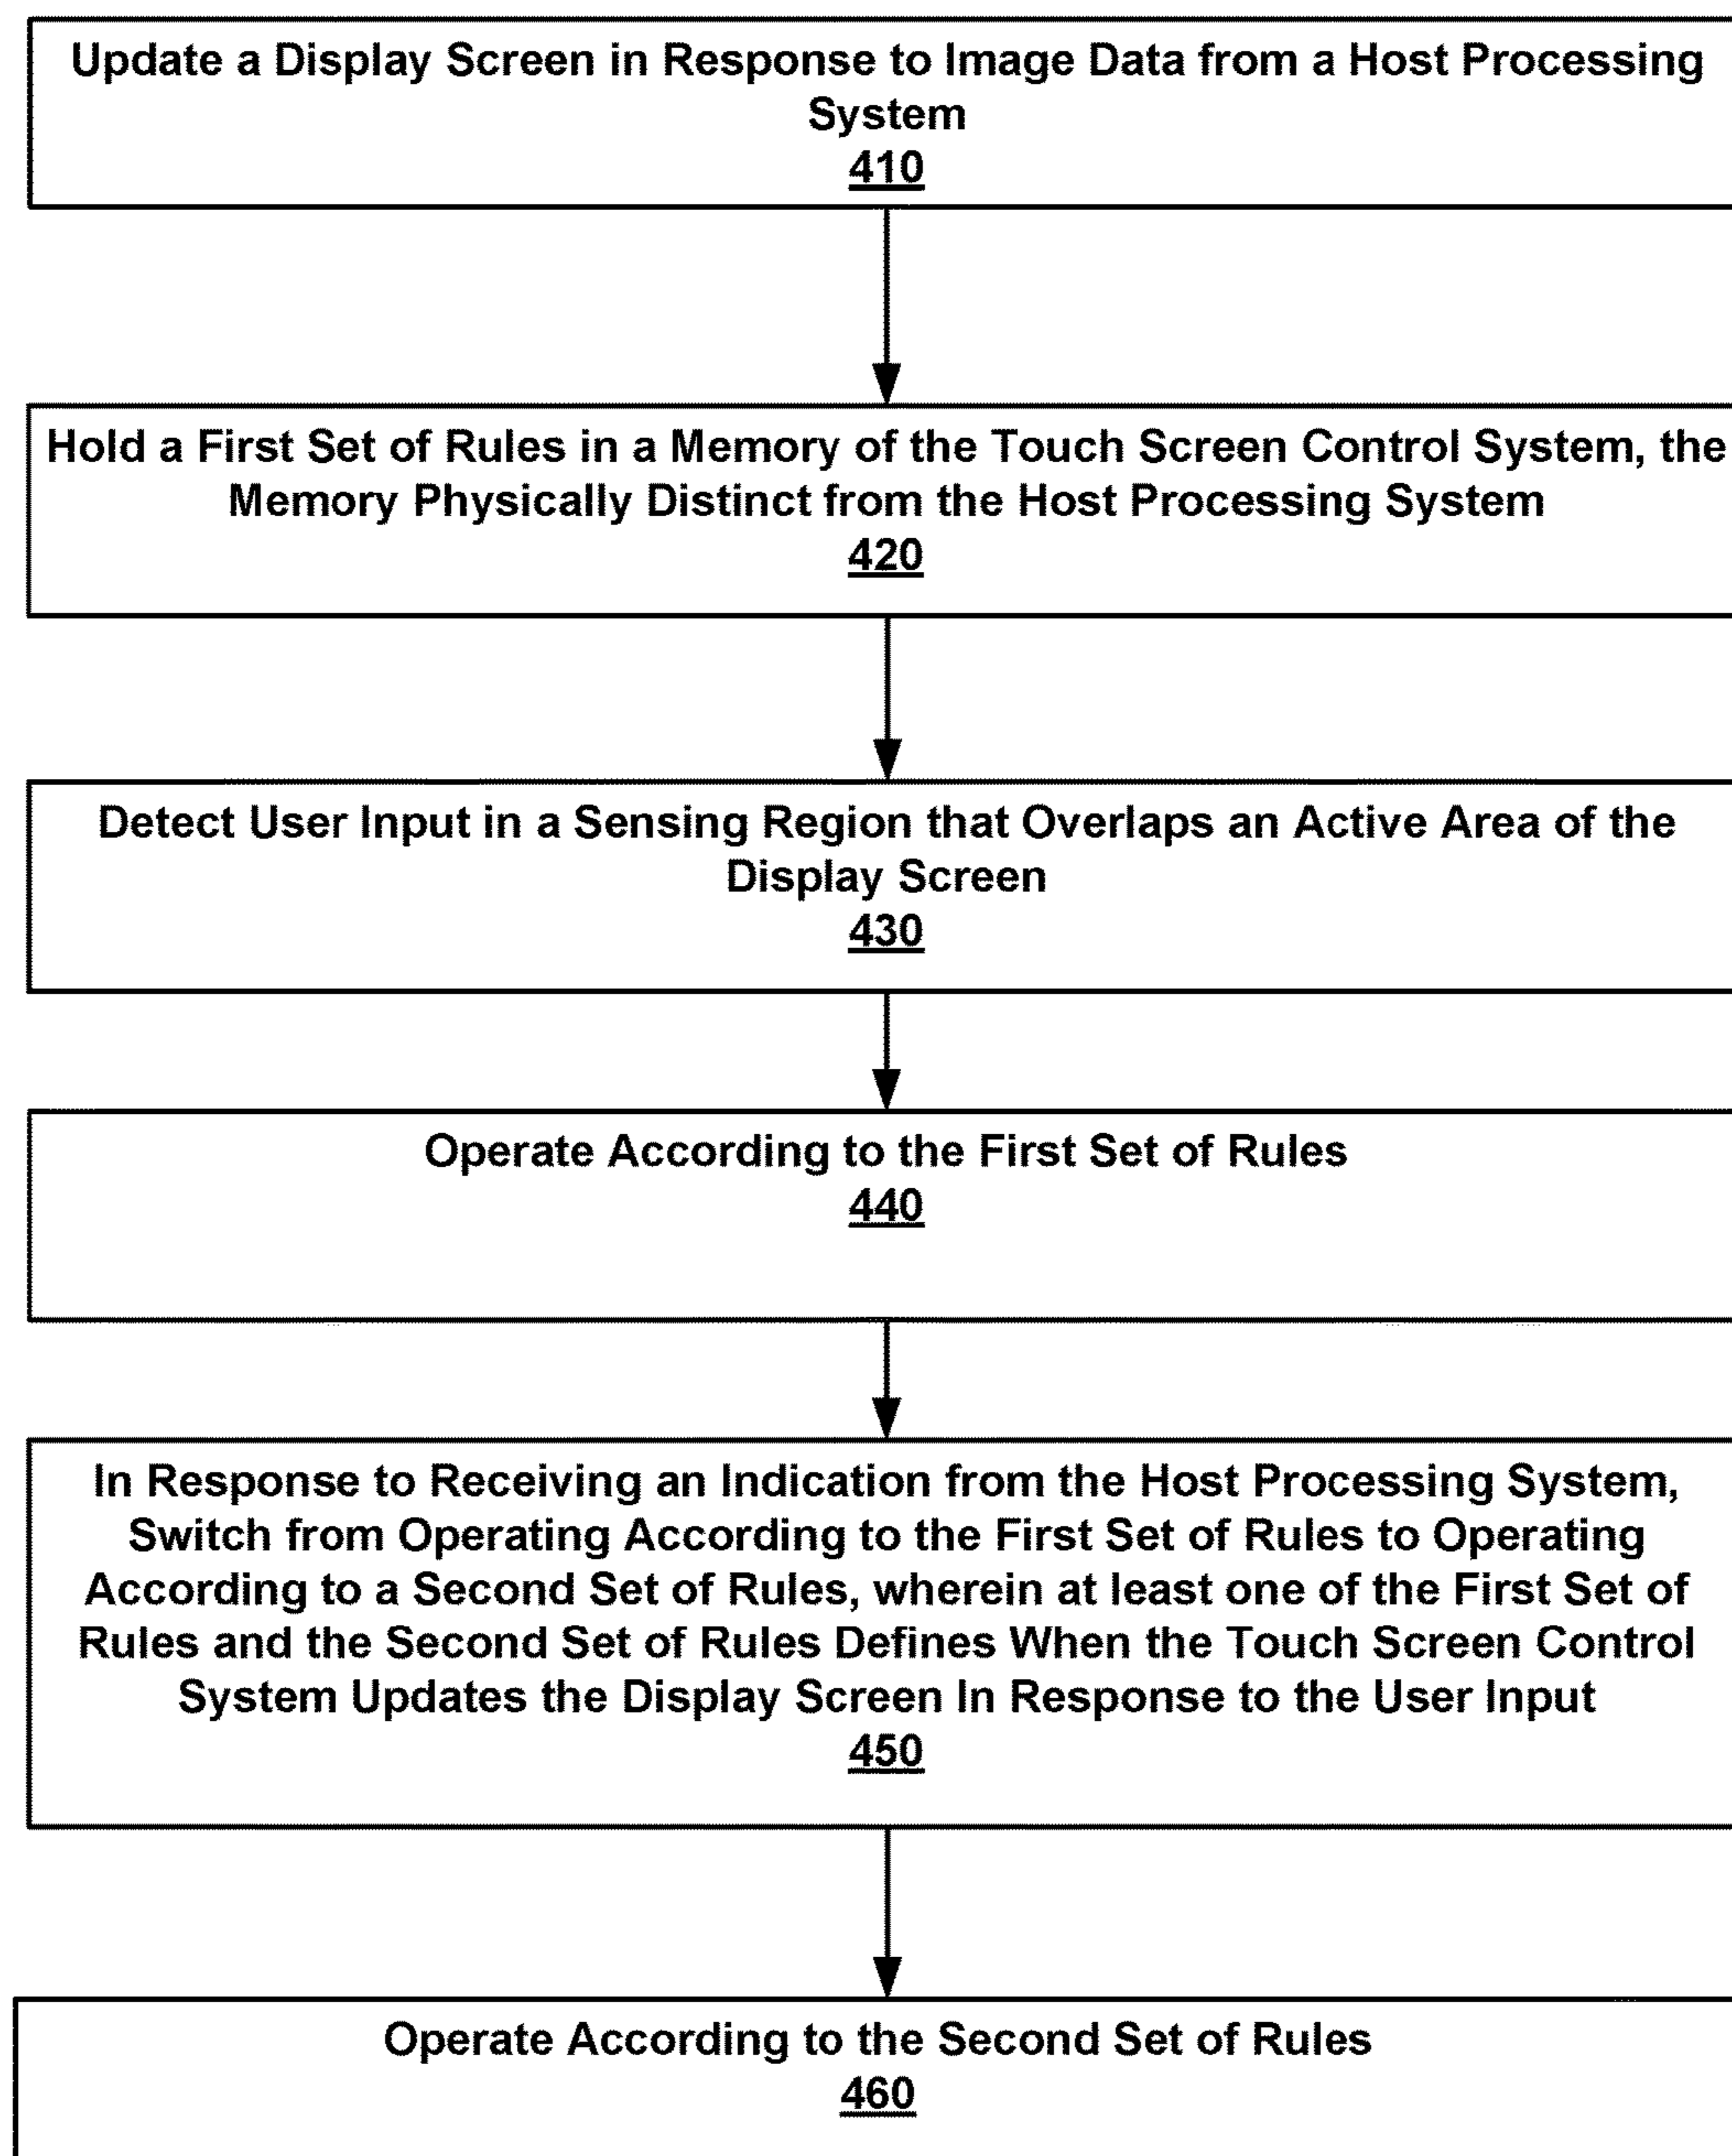 Update a Display Screen in Response to Image Data from a Host Processing
System
410
Hold a First Set of Rules in a Memory of the Touch Screen Control System, the
Memory Physically Distinct from the Host Processing System
420
Detect User Input in a Sensing Region that Overlaps an Active Area of the
Display Screen
430
Operate According to the First Set of Rules
440
In Response to Receiving an Indication from the Host Processing System,
Switch from Operating According to the First Set of Rules to Operating
According to a Second Set of Rules, wherein at least one of the First Set of
Rules and the Second Set of Rules Defines When the Touch Screen Control
System Updates the Display Screen In Response to the User Input
450
Operate According to the Second Set of Rules
460